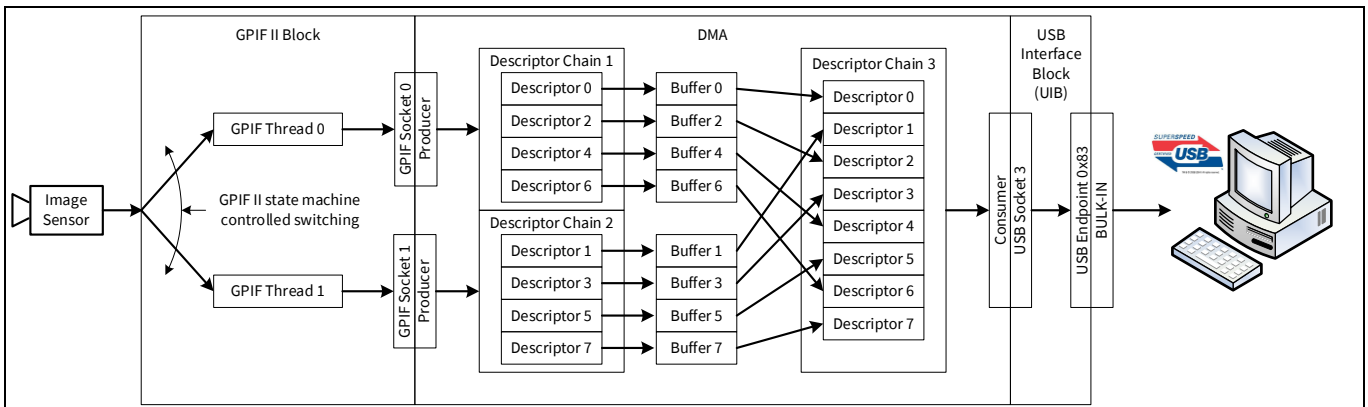 GPIF II Block
DMA
USB
Interface
Block
(UIB)
Image
Sensor
GPIF Thread 0
GPIF II state machine
controlled switching
GPIF Thread 1
GPIF Socket 0
Producer
GPIF Socket 1
Producer
Descriptor Chain 1
Descriptor 0
Descriptor 2
Descriptor 4
Descriptor 6
Descriptor Chain 2
Descriptor 1
Descriptor 3
Descriptor 5
Descriptor 7
Buffer 0
Buffer 2
Buffer 4
Buffer 6
Buffer 1
Buffer 3
Buffer 5
Buffer 7
Descriptor Chain 3
Descriptor 0
Descriptor 1
Descriptor 2
Descriptor 3
Descriptor 4
Descriptor 5
Descriptor 6
Descriptor 7
Consumer
USB Socket 3
USB Endpoint 0x83
BULK-IN
SUPERSPEED
CERTIFIED
USB